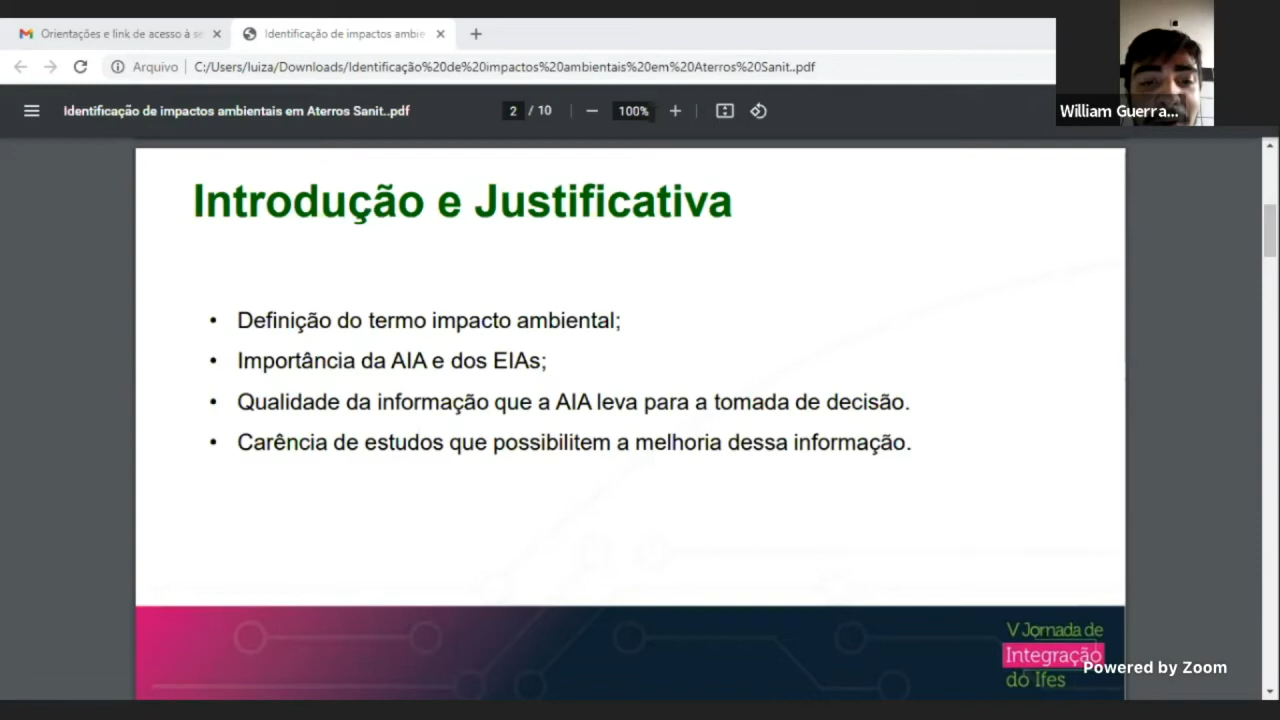 Orientações e link de acesso à se
Identificação de impactos ambie
Arquivo
C:/Users/luiza/Downloads/Identificação%20de%20impactos%20ambientais%20em%20Aterros%20Sanit..pdf
Identificação de impactos ambientais em Aterros Sanit..pdf
2 / 10
100%
William Guerra...
Introdução e Justificativa
• Definição do termo impacto ambiental;
• Importância da AIA e dos EIAs;
• Qualidade da informação que a AIA leva para a tomada de decisão.
• Carência de estudos que possibilitem a melhoria dessa informação.
V Jornada de
Integração
do Ifes
Powered by Zoom